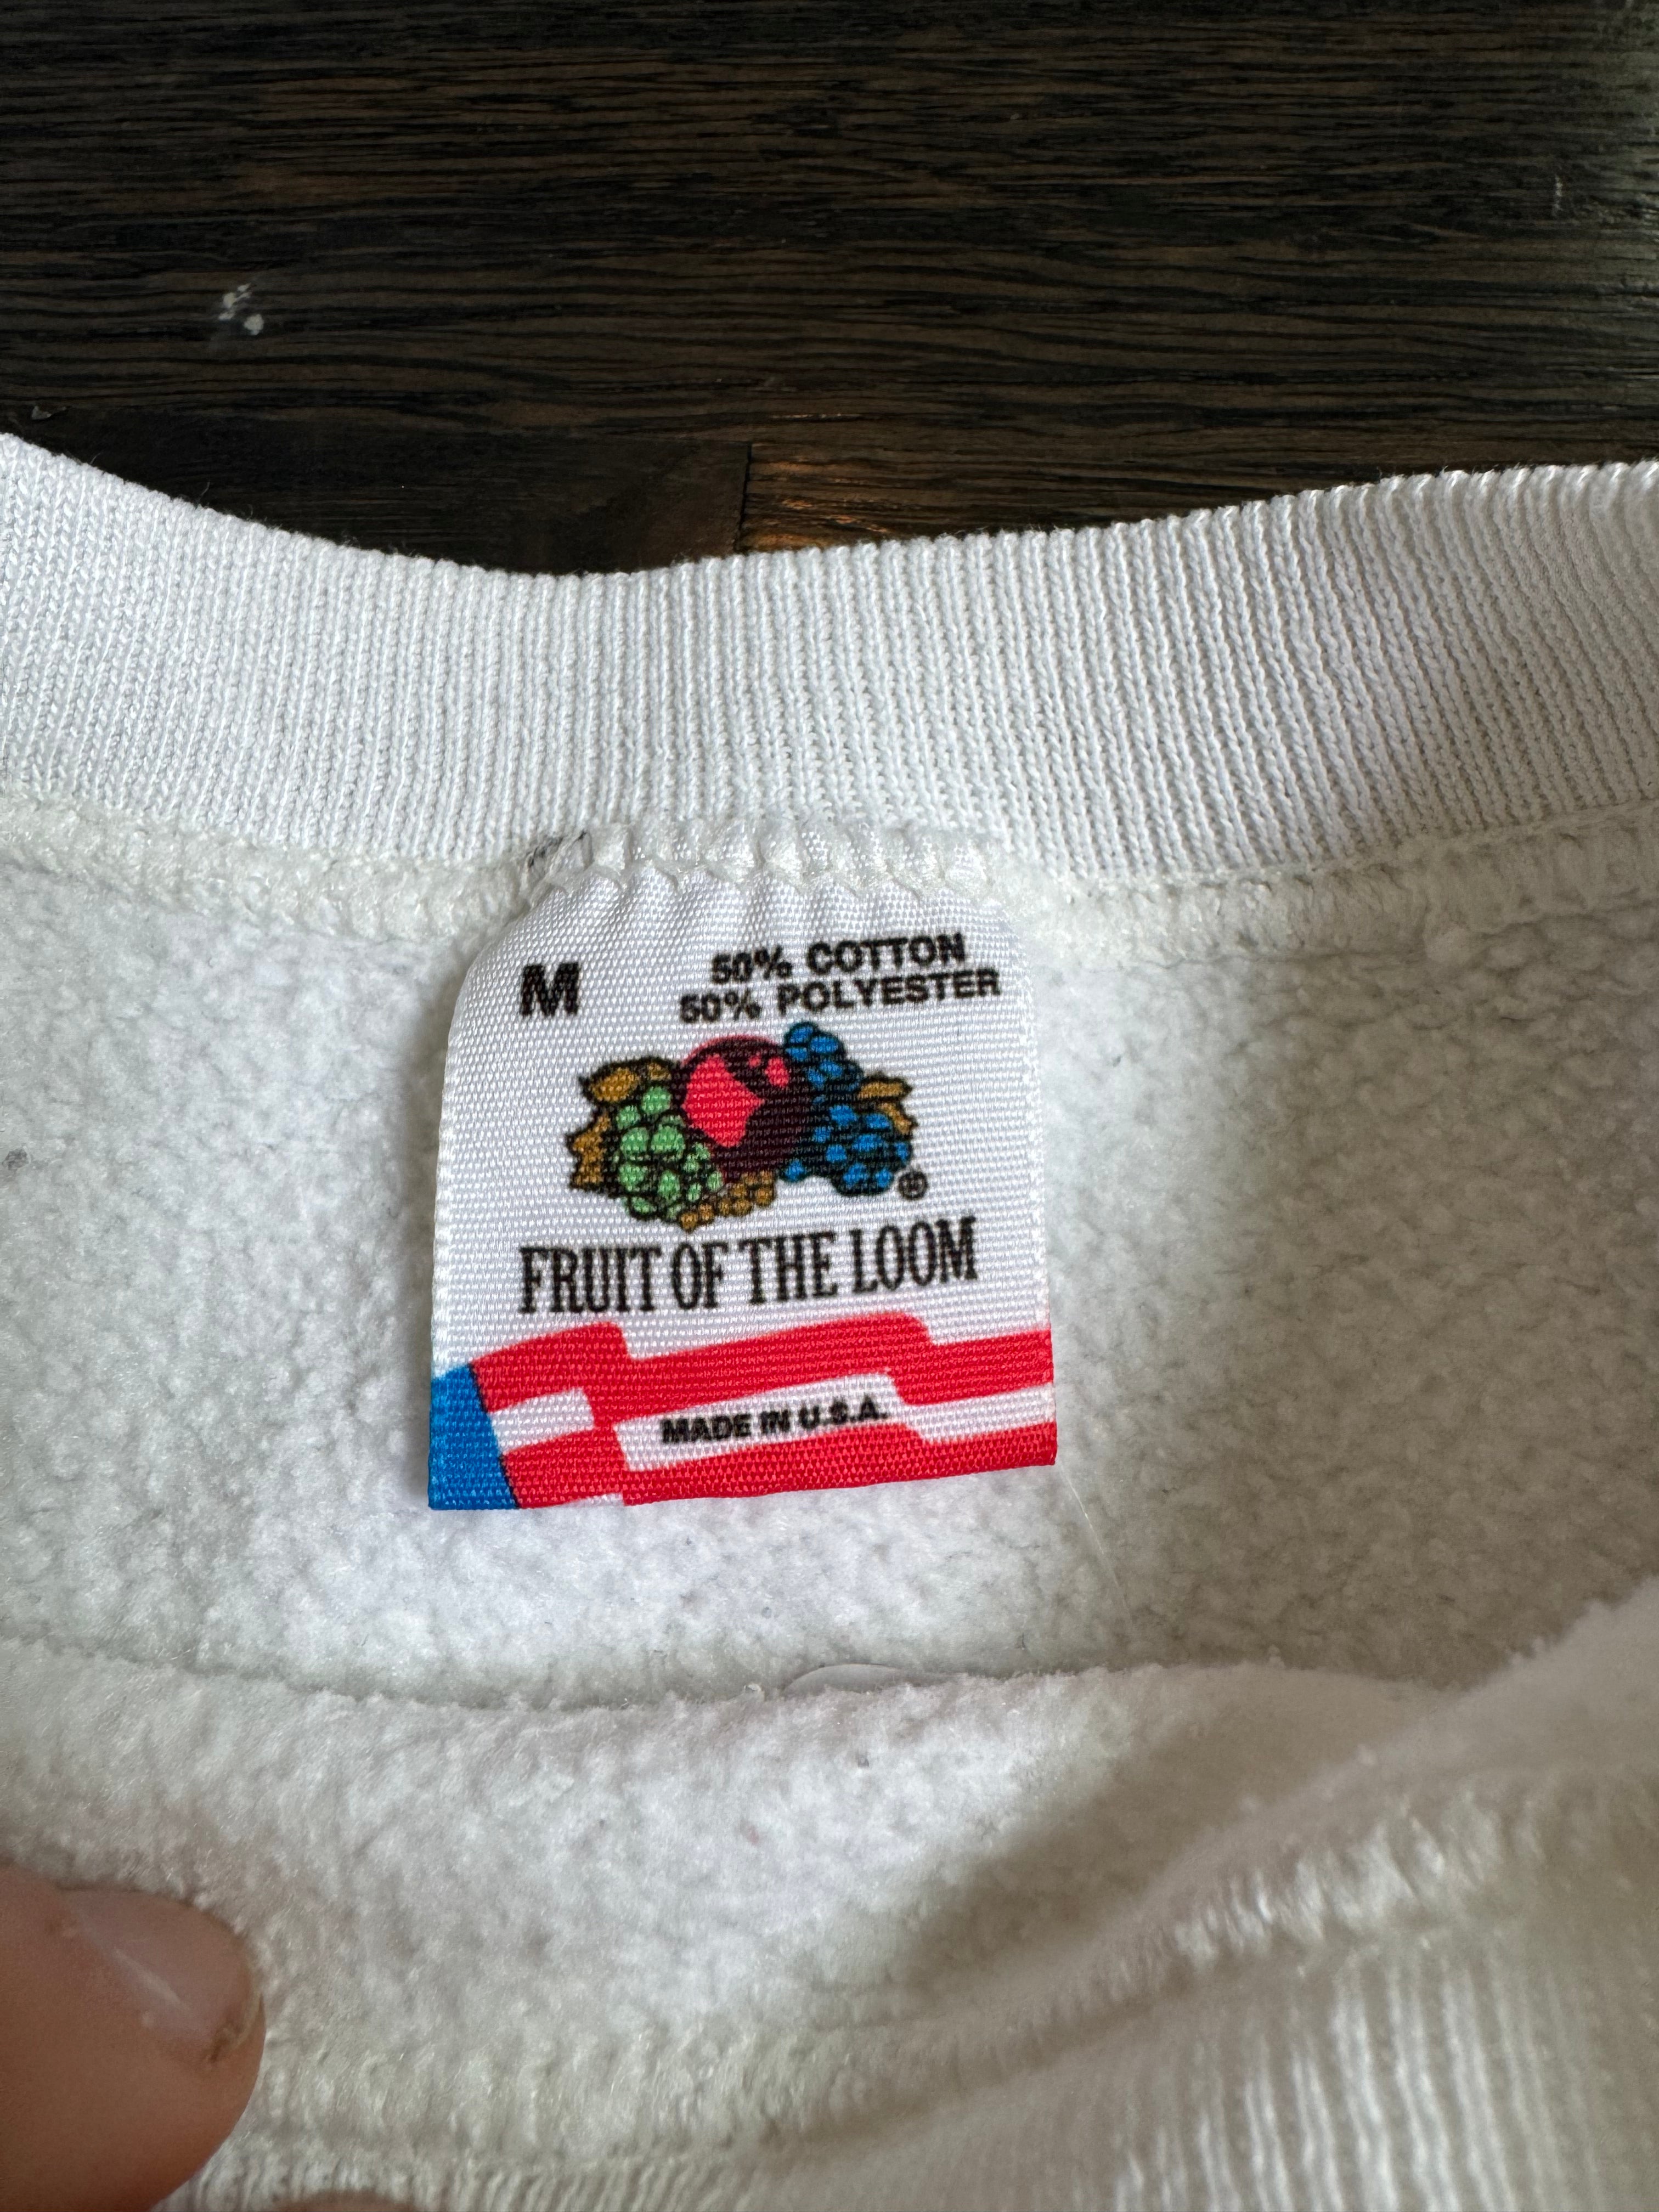 M
50% COTTON
50% POLYESTER
®
FRUIT OF THE LOOM
MADE IN U.S.A.